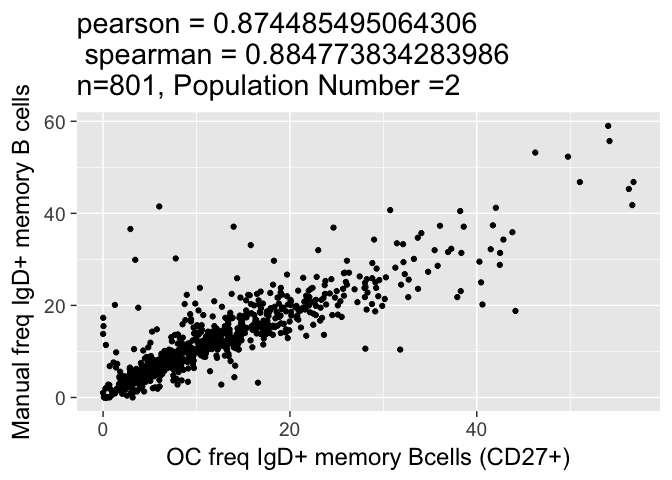 pearson = 0.874485495064306
spearman = 0.884773834283986
n=801, Population Number =2
Manual freq IgD+ memory B cells
60
40
20
0
0 20 40
OC freq IgD+ memory Bcells (CD27+)